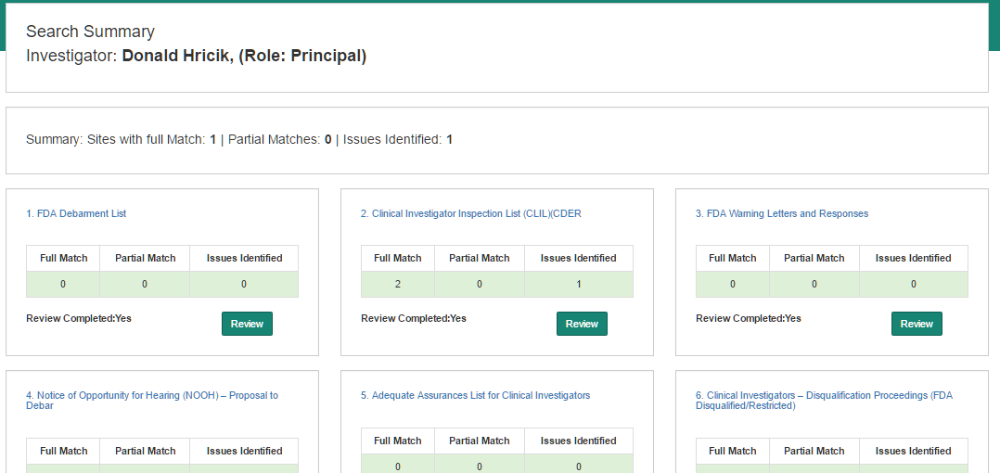 Search Summary
Investigator: Donald Hricik, (Role: Principal)
Summary: Sites with full Match: 1 | Partial Matches: 0 | Issues Identified: 1
1. FDA Debarment List
Full Match Partial Match Issues Identified
0 0 0
Review Completed:Yes Review
2. Clinical Investigator Inspection List (CLIL)(CDER
Full Match Partial Match Issues Identified
2 0 1
Review Completed:Yes Review
3. FDA Warning Letters and Responses
Full Match Partial Match Issues Identified
0 0 0
Review Completed:Yes Review
4. Notice of Opportunity for Hearing (NOOH) – Proposal to
Debar
Full Match Partial Match Issues Identified
5. Adequate Assurances List for Clinical Investigators
Full Match Partial Match Issues Identified
0 0 0
6. Clinical Investigators – Disqualification Proceedings (FDA
Disqualified/Restricted)
Full Match Partial Match Issues Identified